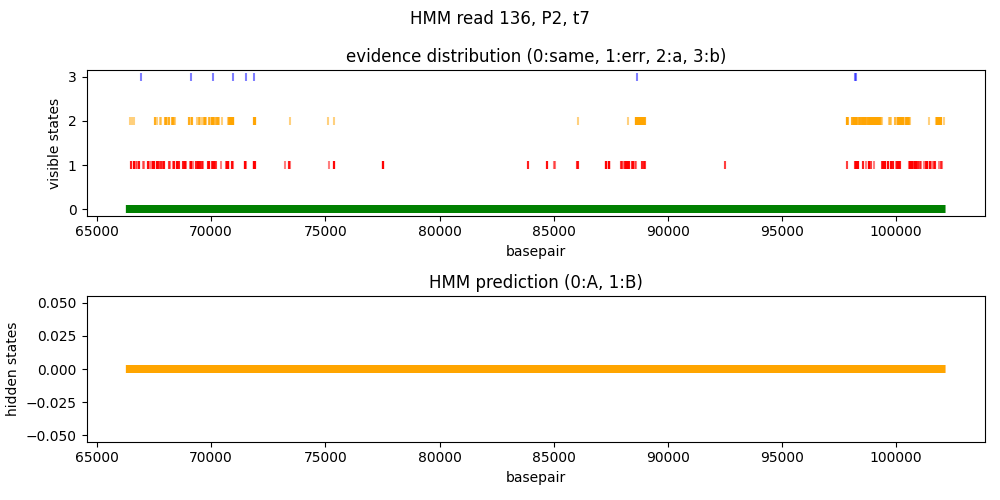 HMM read 136, P2, t7
evidence distribution (0:same, 1:err, 2:a, 3:b)
visible states
3
2
1
0
65000 70000 75000 80000 85000 90000 95000 100000
basepair
HMM prediction (0:A, 1:B)
hidden states
0.050
0.025
0.000
−0.025
−0.050
65000 70000 75000 80000 85000 90000 95000 100000
basepair